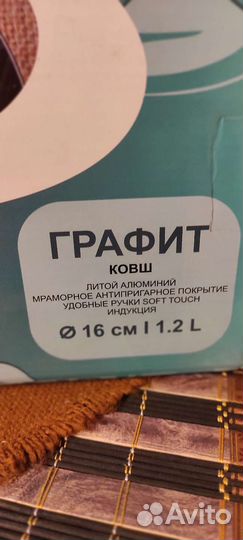 ГРАФИТ
КОВШ
ЛИТОЙ АЛЮМИНИЙ
МРАМОРНОЕ АНТИПРИГАРНОЕ ПОКРЫТИЕ
УДОБНЫЕ РУЧКИ SOFT TOUCH
ИНДУКЦИЯ
Ø 16 см I 1.2 L
Avito